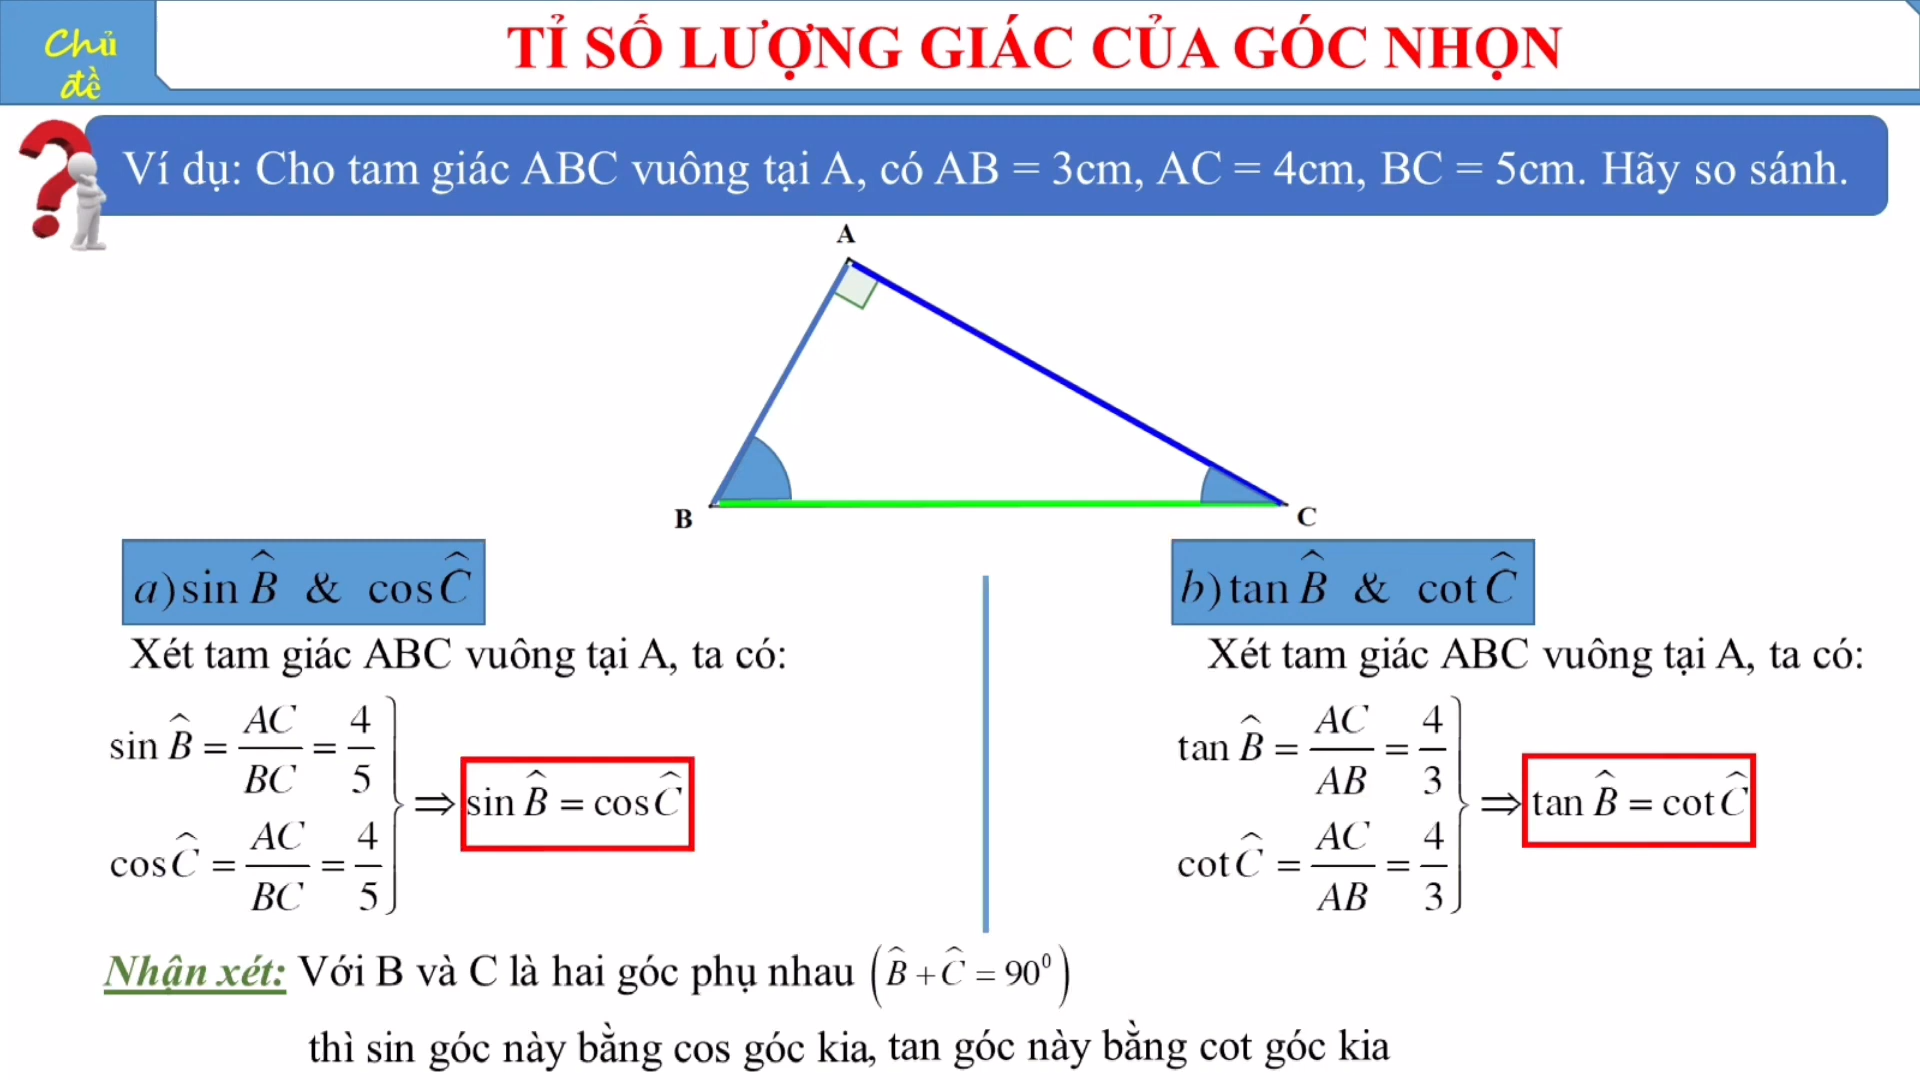 Chủ
đề
TỈ SỐ LƯỢNG GIÁC CỦA GÓC NHỌN
Ví dụ: Cho tam giác ABC vuông tại A, có AB = 3cm, AC = 4cm, BC = 5cm. Hãy so sánh.
A
B
C
a) sin B̂ & cos Ĉ
Xét tam giác ABC vuông tại A, ta có:
sin B̂ = AC/BC = 4/5
cos Ĉ = AC/BC = 4/5
⇒ sin B̂ = cos Ĉ
b) tan B̂ & cot Ĉ
Xét tam giác ABC vuông tại A, ta có:
tan B̂ = AC/AB = 4/3
cot Ĉ = AC/AB = 4/3
⇒ tan B̂ = cot Ĉ
Nhận xét: Với B và C là hai góc phụ nhau (B̂ + Ĉ = 90⁰)
thì sin góc này bằng cos góc kia, tan góc này bằng cot góc kia